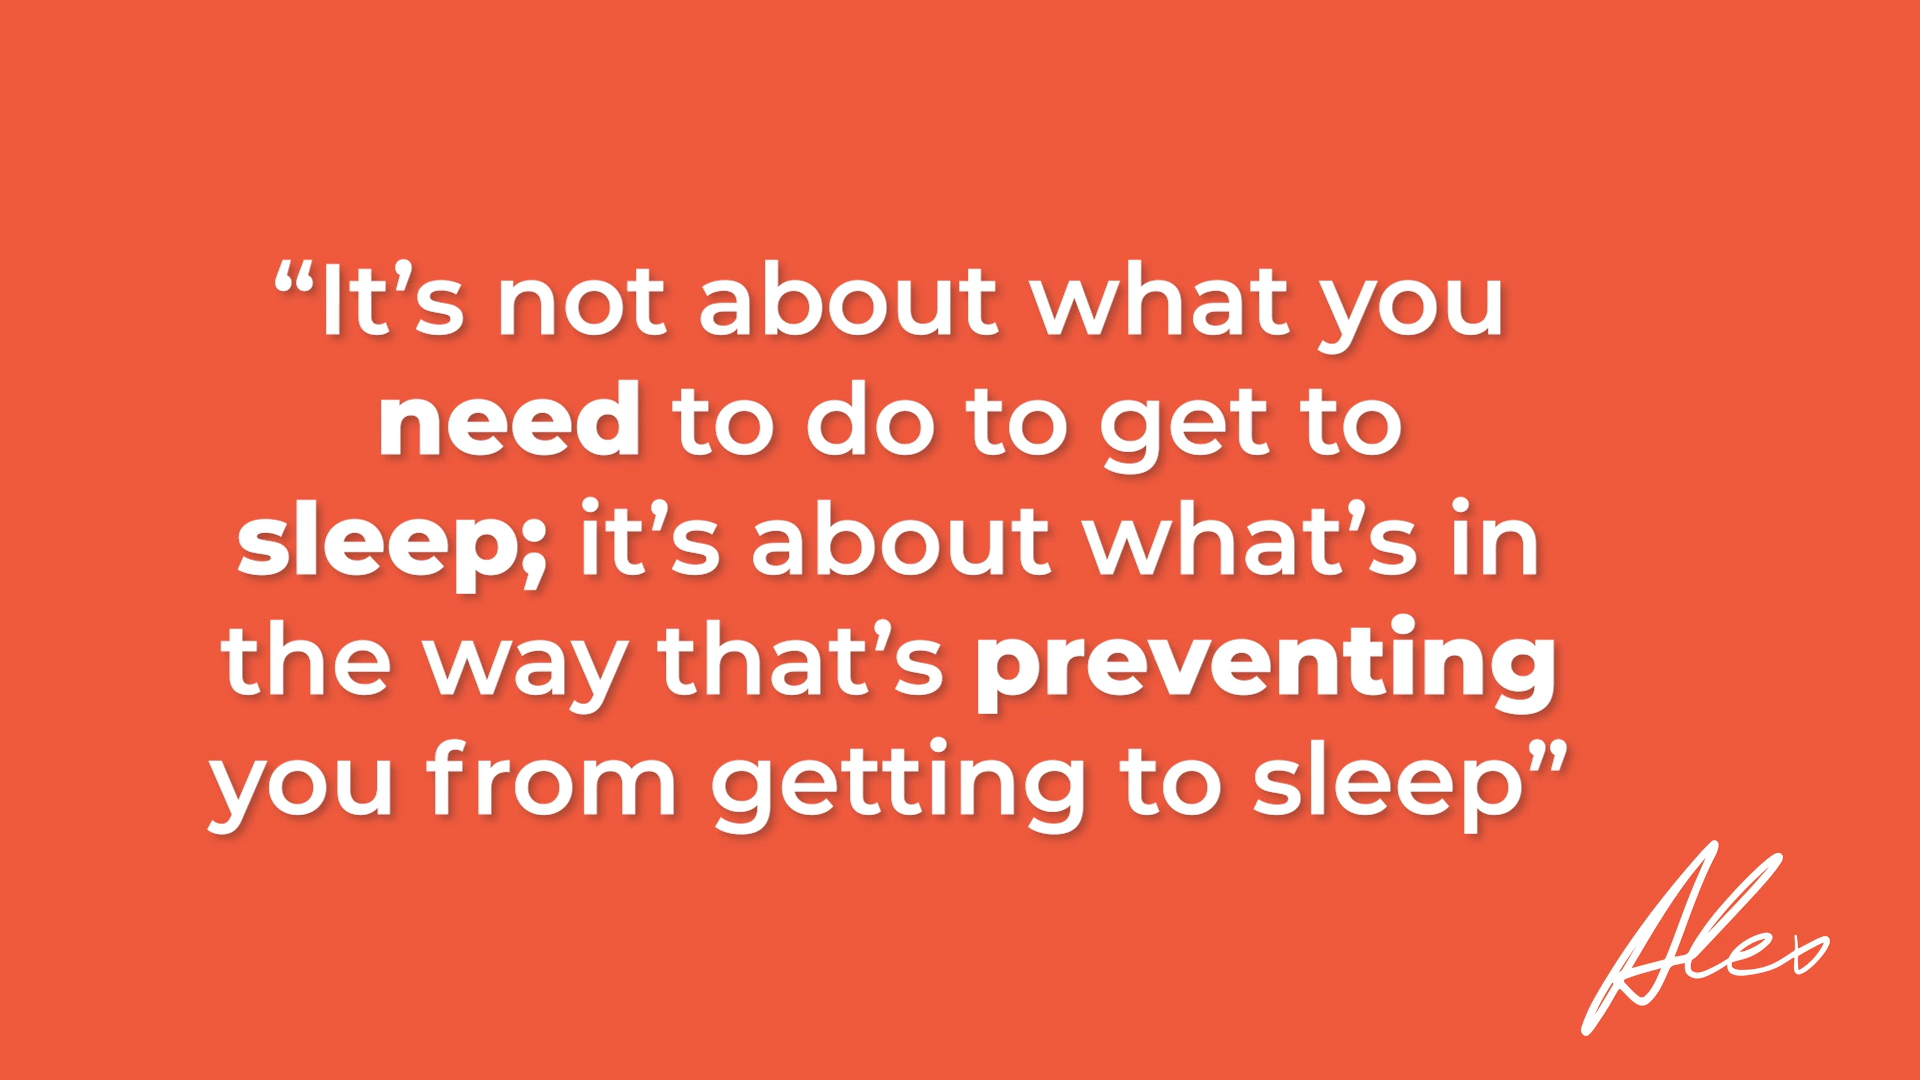 “It’s not about what you
need to do to get to
sleep; it’s about what’s in
the way that’s preventing
you from getting to sleep”
Alex